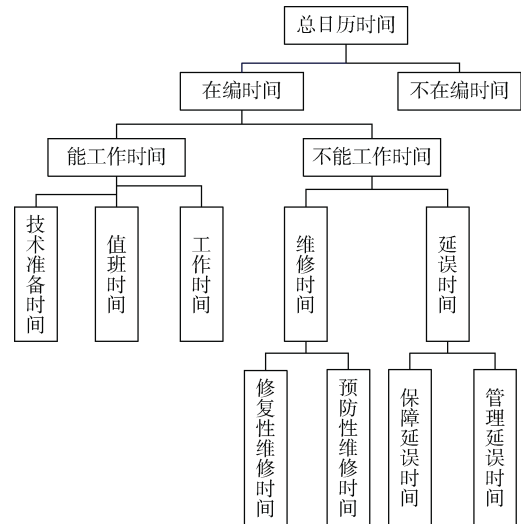 总日历时间
在编时间
不在编时间
能工作时间
不能工作时间
技术准备时间
值班时间
工作时间
维修时间
延误时间
修复性维修时间
预防性维修时间
保障延误时间
管理延误时间